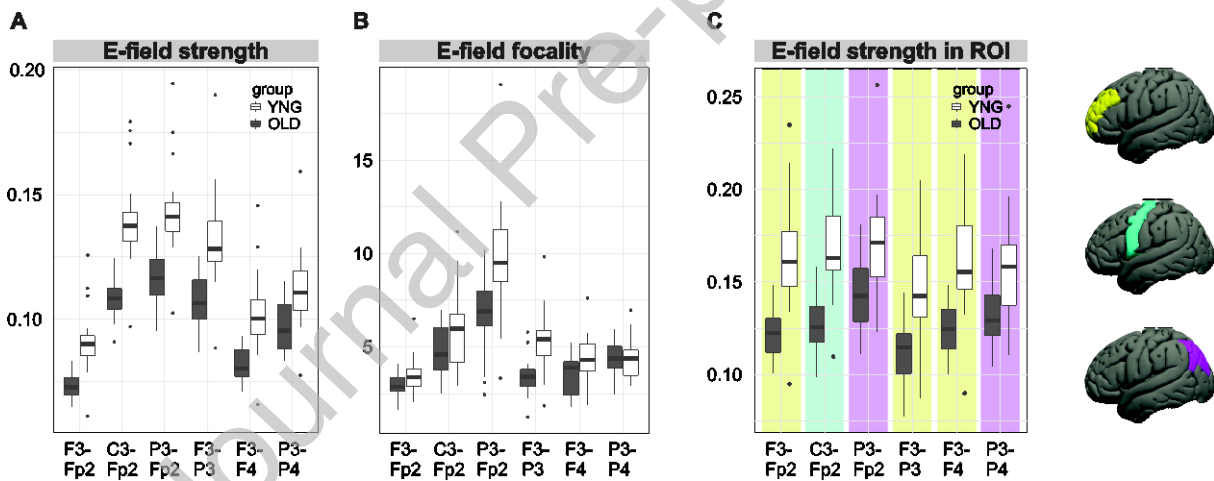 A
B
C
E-field strength
E-field focality
E-field strength in ROI
0.20
0.15
0.10
group
YNG
OLD
F3-Fp2
C3-Fp2
P3-Fp2
F3-P3
F3-F4
P3-P4
15
10
5
group
YNG
OLD
F3-Fp2
C3-Fp2
P3-Fp2
F3-P3
F3-F4
P3-P4
0.25
0.20
0.15
0.10
group
YNG
OLD
F3-Fp2
C3-Fp2
P3-Fp2
F3-P3
F3-F4
P3-P4
Journal Pre-p